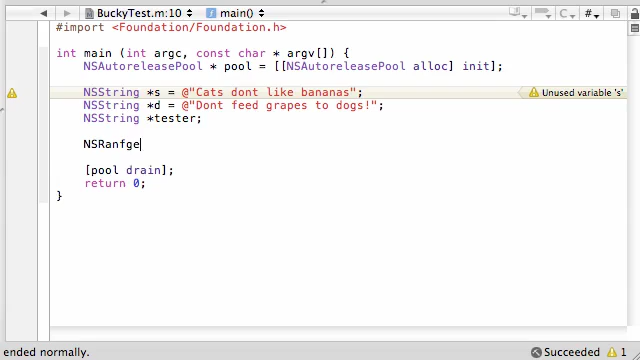 BuckyTest.m:10 main()
#import <Foundation/Foundation.h>
int main (int argc, const char * argv[]) {
NSAutoreleasePool * pool = [[NSAutoreleasePool alloc] init];
NSString *s = @"Cats dont like bananas"; Unused variable 's'
NSString *d = @"Dont feed grapes to dogs!";
NSString *tester;
NSRanfge
[pool drain];
return 0;
}
ended normally. Succeeded 1